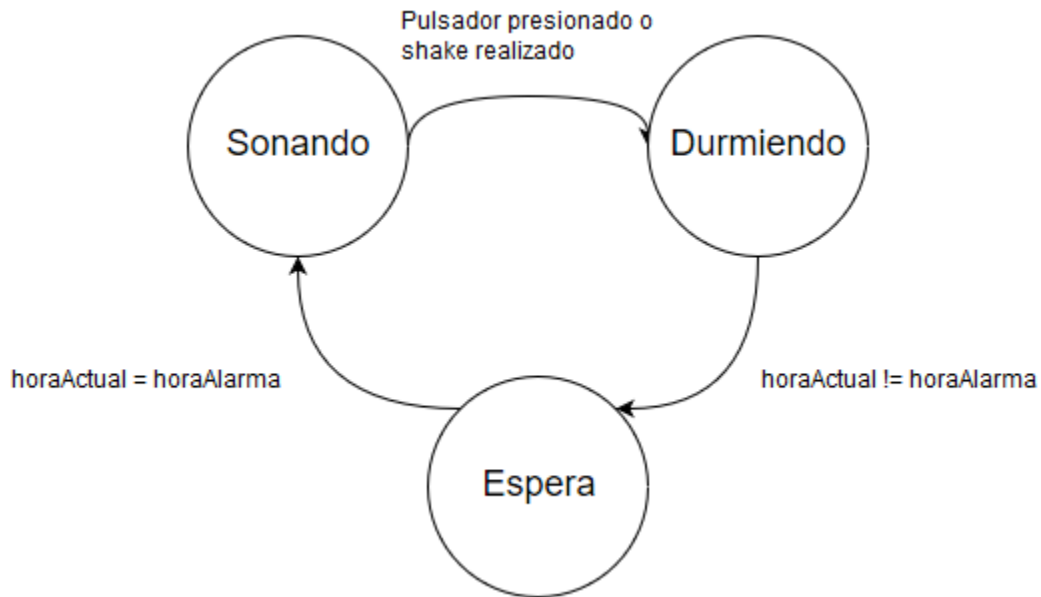 Pulsador presionado o
shake realizado
Sonando
Durmiendo
horaActual = horaAlarma
horaActual != horaAlarma
Espera